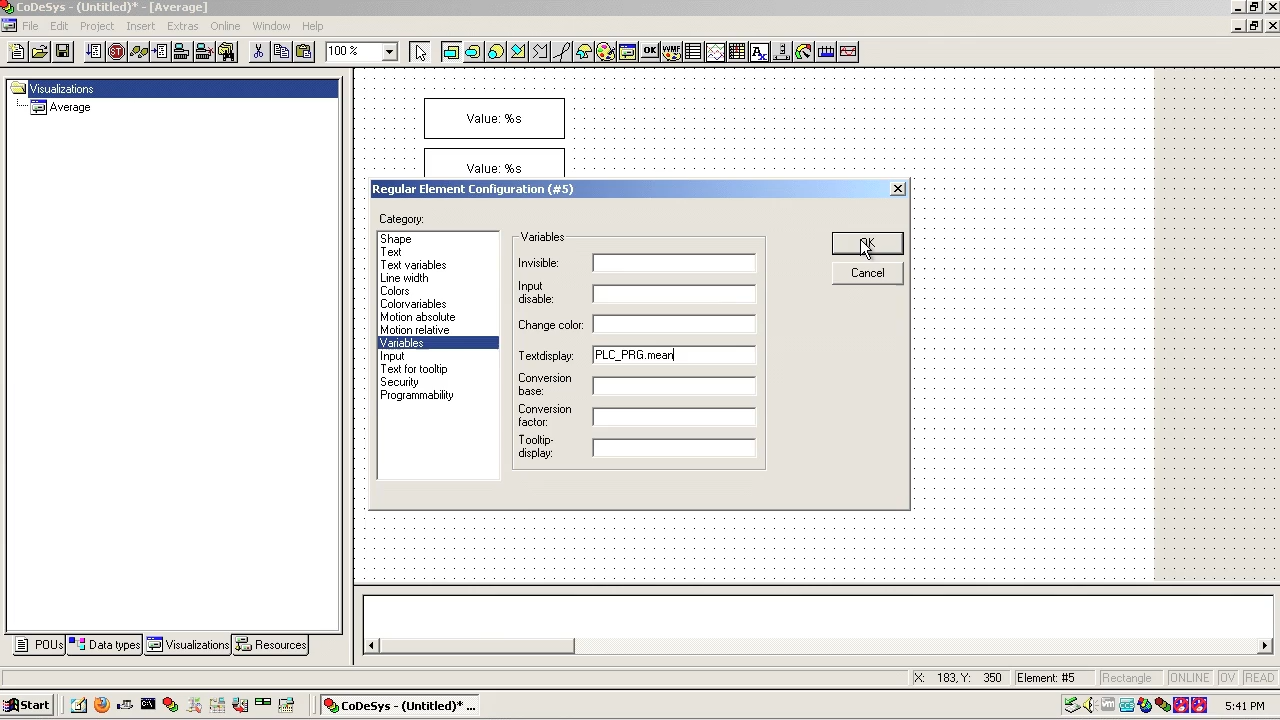 CoDeSys - (Untitled)* - [Average]
File Edit Project Insert Extras Online Window Help
100 %
OK
WMF
Visualizations
Average
Value: %s
Value: %s
Regular Element Configuration (#5)
Category:
Shape
Text
Text variables
Line width
Colors
Colorvariables
Motion absolute
Motion relative
Variables
Input
Text for tooltip
Security
Programmability
Variables
Invisible:
Input
disable:
Change color:
Textdisplay: PLC_PRG.mean
Conversion
base:
Conversion
factor:
Tooltip-
display:
OK
Cancel
POUs Data types Visualizations Resources
X: 183, Y: 350 Element: #5 Rectangle ONLINE OV READ
Start CoDeSys - (Untitled)* ... 5:41 PM